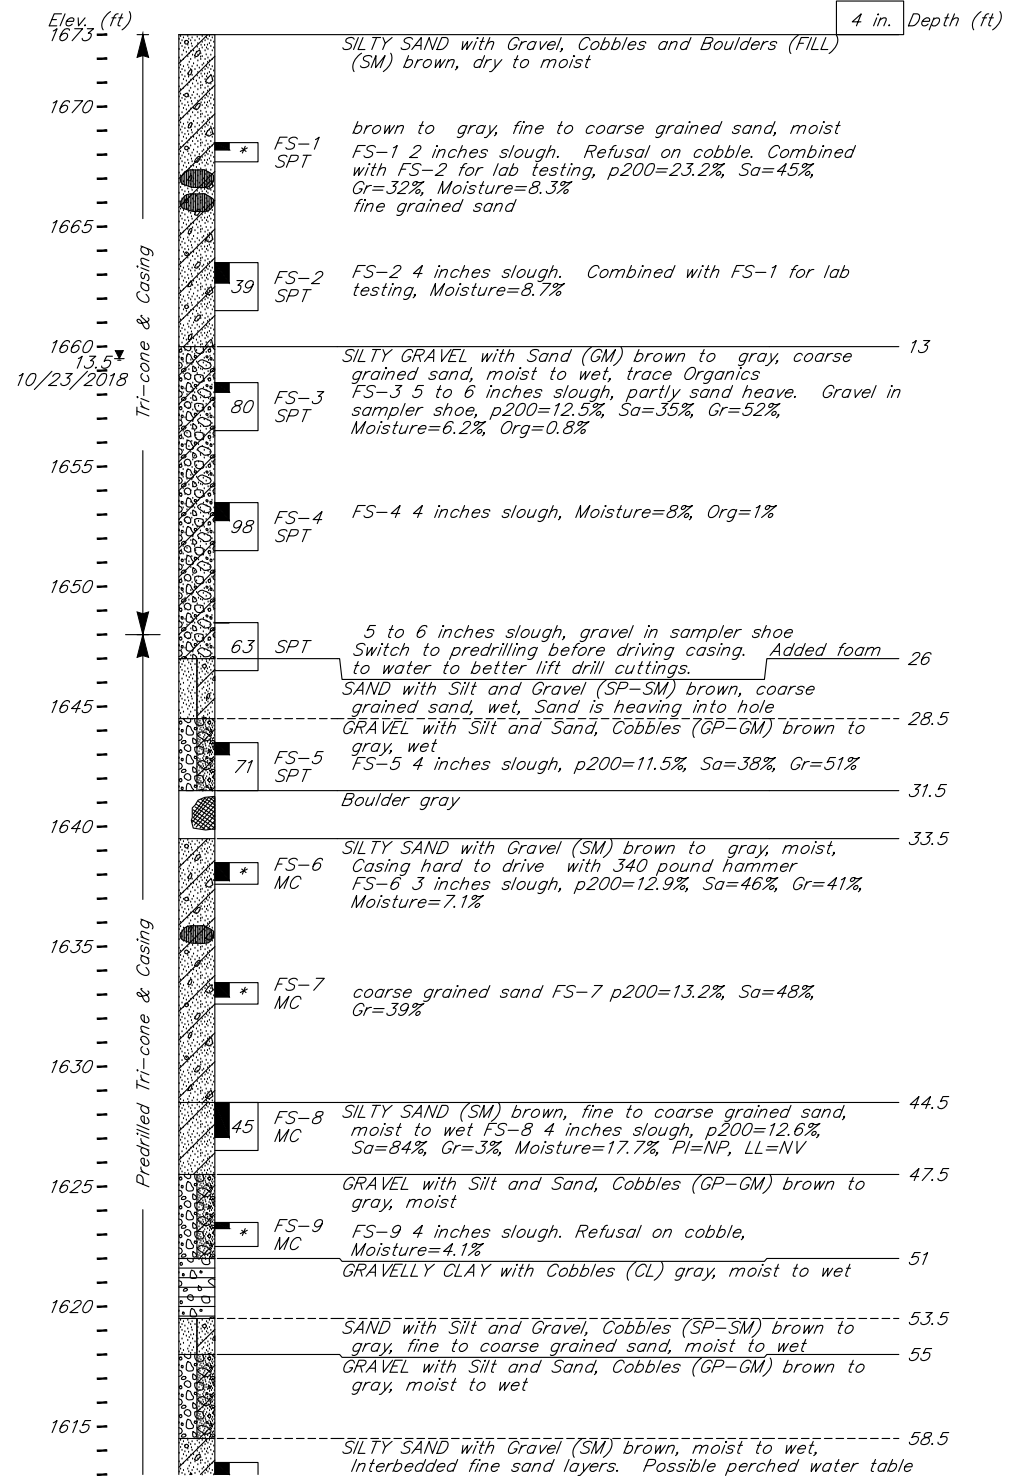 Elev. (ft)
4 in.
Depth (ft)
1673
SILTY SAND with Gravel, Cobbles and Boulders (FILL)
(SM) brown, dry to moist
1670
brown to gray, fine to coarse grained sand, moist
*
FS-1
SPT
FS-1 2 inches slough. Refusal on cobble. Combined
with FS-2 for lab testing, p200=23.2%, Sa=45%,
Gr=32%, Moisture=8.3%
fine grained sand
1665
Tri-cone & Casing
39
FS-2
SPT
FS-2 4 inches slough. Combined with FS-1 for lab
testing, Moisture=8.7%
1660
13
13.5
10/23/2018
SILTY GRAVEL with Sand (GM) brown to gray, coarse
grained sand, moist to wet, trace Organics
80
FS-3
SPT
FS-3 5 to 6 inches slough, partly sand heave. Gravel in
sampler shoe, p200=12.5%, Sa=35%, Gr=52%,
Moisture=6.2%, Org=0.8%
1655
98
FS-4
SPT
FS-4 4 inches slough, Moisture=8%, Org=1%
1650
63
SPT
5 to 6 inches slough, gravel in sampler shoe
Switch to predrilling before driving casing. Added foam
to water to better lift drill cuttings.
26
SAND with Silt and Gravel (SP-SM) brown, coarse
grained sand, wet, Sand is heaving into hole
1645
28.5
GRAVEL with Silt and Sand, Cobbles (GP-GM) brown to
gray, wet
71
FS-5
SPT
FS-5 4 inches slough, p200=11.5%, Sa=38%, Gr=51%
31.5
Boulder gray
1640
33.5
SILTY SAND with Gravel (SM) brown to gray, moist,
Casing hard to drive with 340 pound hammer
*
FS-6
MC
FS-6 3 inches slough, p200=12.9%, Sa=46%, Gr=41%,
Moisture=7.1%
1635
Predrilled Tri-cone & Casing
*
FS-7
MC
coarse grained sand FS-7 p200=13.2%, Sa=48%,
Gr=39%
1630
44.5
45
FS-8
MC
SILTY SAND (SM) brown, fine to coarse grained sand,
moist to wet FS-8 4 inches slough, p200=12.6%,
Sa=84%, Gr=3%, Moisture=17.7%, PI=NP, LL=NV
47.5
1625
GRAVEL with Silt and Sand, Cobbles (GP-GM) brown to
gray, moist
*
FS-9
MC
FS-9 4 inches slough. Refusal on cobble,
Moisture=4.1%
51
GRAVELLY CLAY with Cobbles (CL) gray, moist to wet
1620
53.5
SAND with Silt and Gravel, Cobbles (SP-SM) brown to
gray, fine to coarse grained sand, moist to wet
55
GRAVEL with Silt and Sand, Cobbles (GP-GM) brown to
gray, moist to wet
1615
58.5
SILTY SAND with Gravel (SM) brown, moist to wet,
Interbedded fine sand layers. Possible perched water table